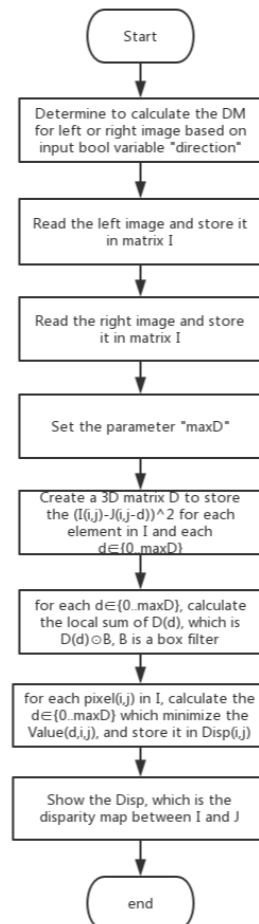 Start
Determine to calculate the DM
for left or right image based on
input bool variable "direction"
Read the left image and store it
in matrix I
Read the right image and store
it in matrix I
Set the parameter "maxD"
Create a 3D matrix D to store
the (I(i,j)-J(i,j-d))^2 for each
element in I and each
d∈{0..maxD}
for each d∈{0..maxD}, calculate
the local sum of D(d), which is
D(d)⊙B, B is a box filter
for each pixel(i,j) in I, calculate the
d∈{0..maxD} which minimize the
Value(d,i,j), and store it in Disp(i,j)
Show the Disp, which is the
disparity map between I and J
end